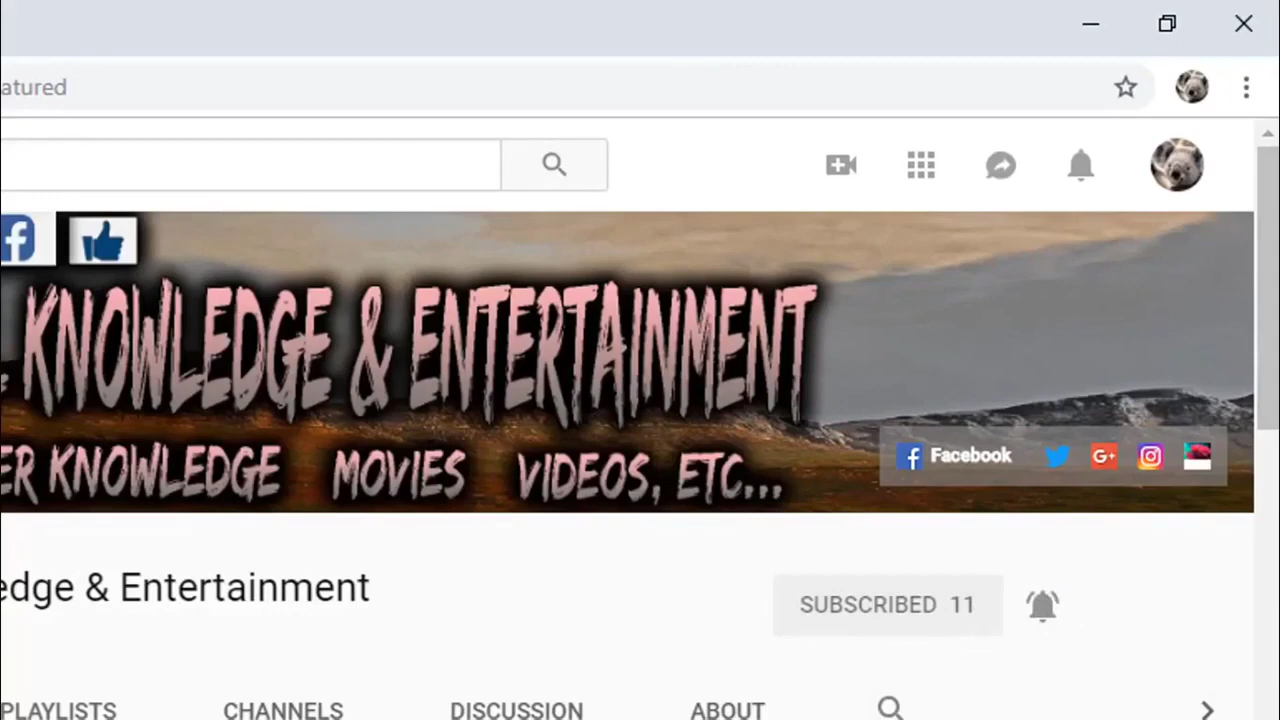 atured
KNOWLEDGE & ENTERTAINMENT
ER KNOWLEDGE MOVIES VIDEOS, ETC...
Facebook
edge & Entertainment
SUBSCRIBED 11
PLAYLISTS CHANNELS DISCUSSION ABOUT